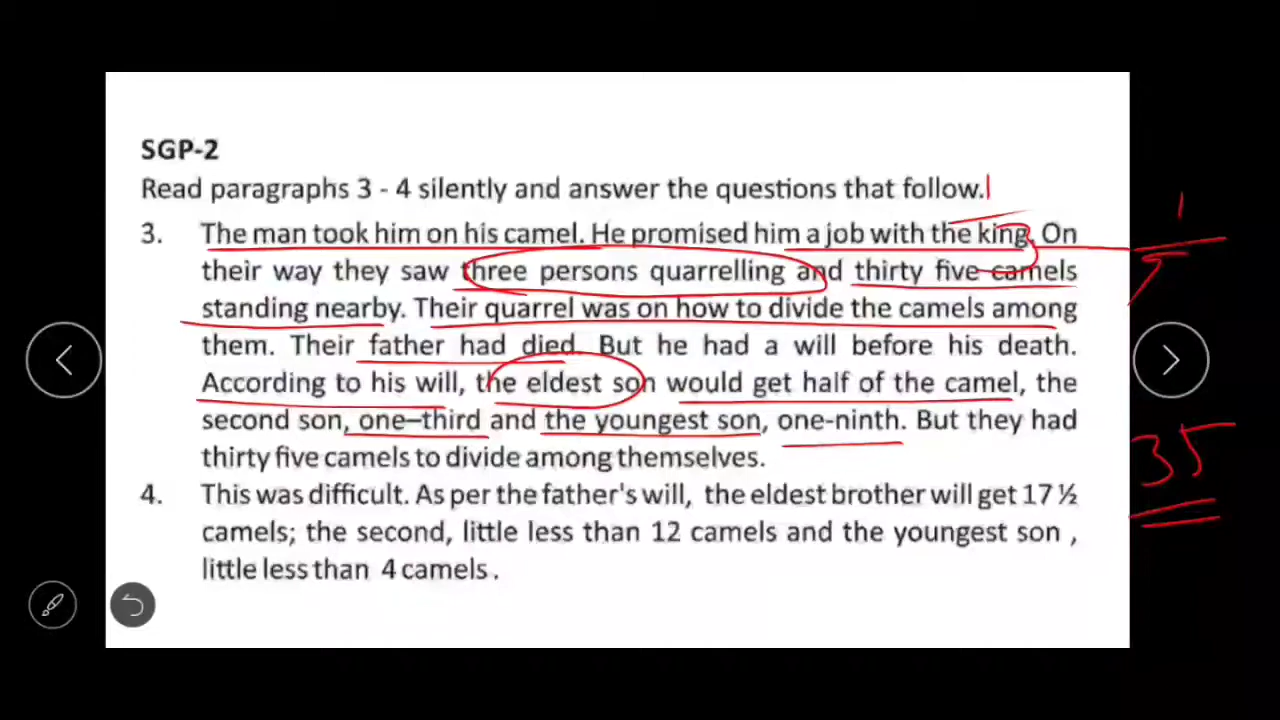 SGP-2
Read paragraphs 3 - 4 silently and answer the questions that follow.
3. The man took him on his camel. He promised him a job with the king. On
their way they saw three persons quarrelling and thirty five camels
standing nearby. Their quarrel was on how to divide the camels among
them. Their father had died. But he had a will before his death.
According to his will, the eldest son would get half of the camel, the
second son, one–third and the youngest son, one-ninth. But they had
thirty five camels to divide among themselves.
4. This was difficult. As per the father's will, the eldest brother will get 17 ½
camels; the second, little less than 12 camels and the youngest son ,
little less than 4 camels .
35